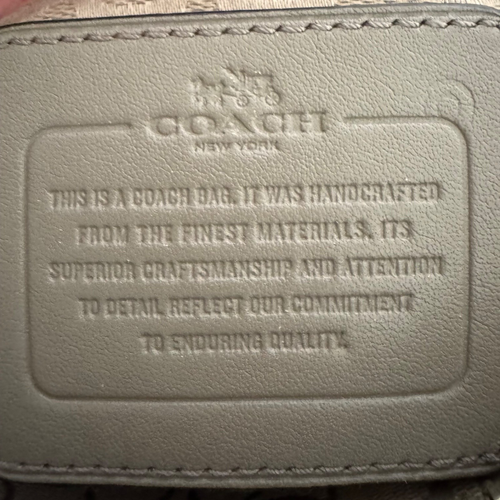 COACH
NEW YORK
THIS IS A COACH BAG. IT WAS HANDCRAFTED
FROM THE FINEST MATERIALS. ITS
SUPERIOR CRAFTSMANSHIP AND ATTENTION
TO DETAIL REFLECT OUR COMMITMENT
TO ENDURING QUALITY.